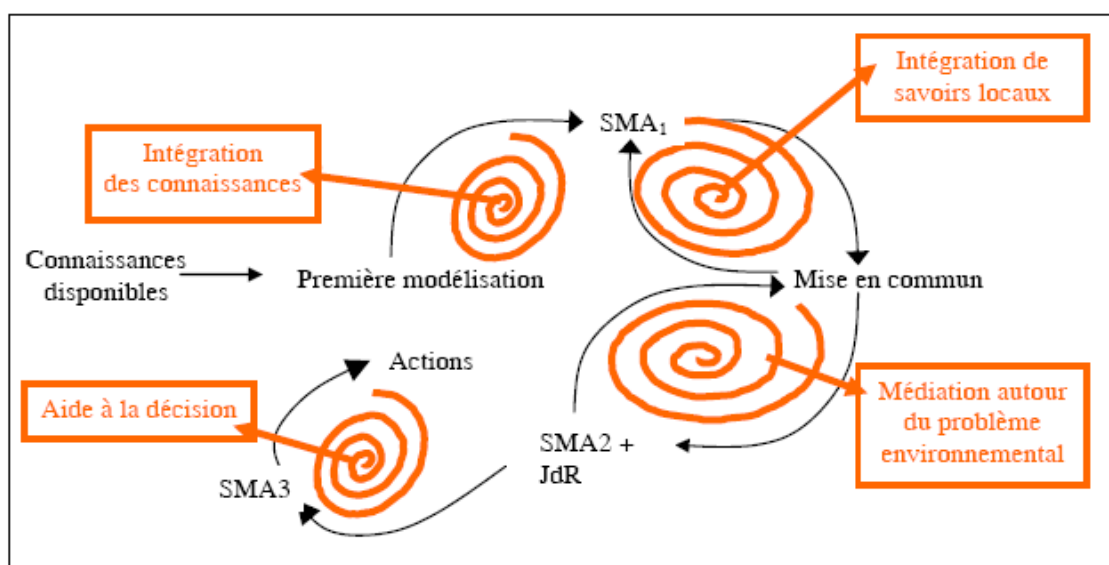 Intégration de
savoirs locaux
SMA₁
Intégration
des connaissances
Connaissances
disponibles
Première modélisation
Mise en commun
Actions
Aide à la décision
Médiation autour
du problème
environnemental
SMA2 +
JdR
SMA3